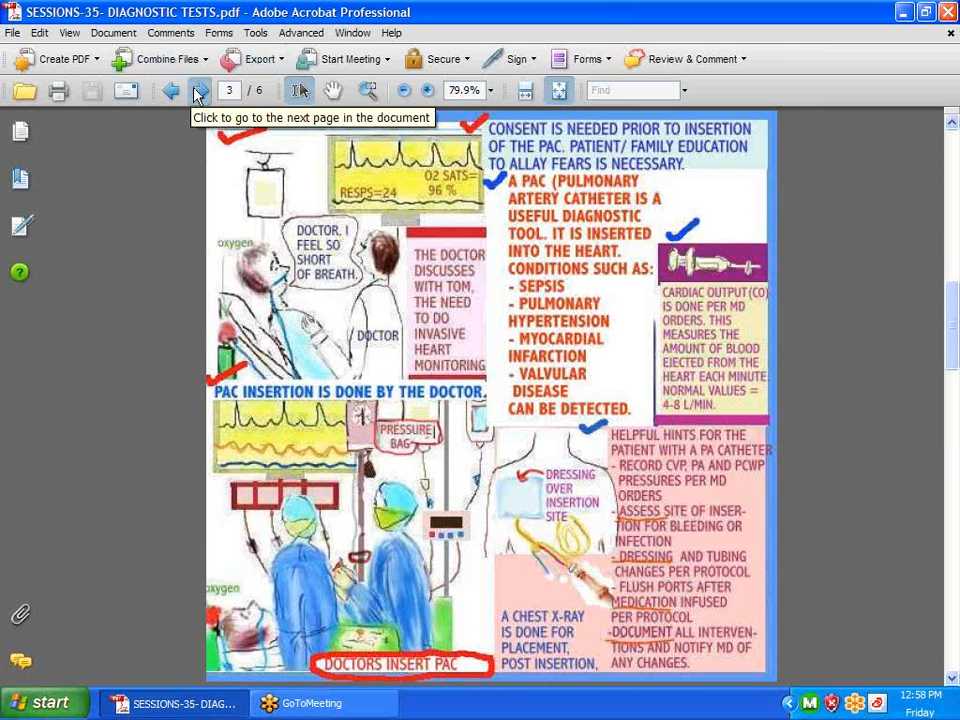 SESSIONS-35- DIAGNOSTIC TESTS.pdf - Adobe Acrobat Professional
File Edit View Document Comments Forms Tools Advanced Window Help
Create PDF Combine Files Export Start Meeting Secure Sign Forms Review & Comment
3 / 6 79.9% Find
Click to go to the next page in the document
CONSENT IS NEEDED PRIOR TO INSERTION
OF THE PAC. PATIENT/ FAMILY EDUCATION
TO ALLAY FEARS IS NECESSARY.
RESPS=24
O2 SATS=
96 %
oxygen
DOCTOR, I
FEEL SO
SHORT
OF BREATH.
DOCTOR
THE DOCTOR
DISCUSSES
WITH TOM,
THE NEED
TO DO
INVASIVE
HEART
MONITORING
A PAC (PULMONARY
ARTERY CATHETER IS A
USEFUL DIAGNOSTIC
TOOL. IT IS INSERTED
INTO THE HEART.
CONDITIONS SUCH AS:
- SEPSIS
- PULMONARY
HYPERTENSION
- MYOCARDIAL
INFARCTION
- VALVULAR
DISEASE
CAN BE DETECTED.
CARDIAC OUTPUT(CO)
IS DONE PER MD
ORDERS. THIS
MEASURES THE
AMOUNT OF BLOOD
EJECTED FROM THE
HEART EACH MINUTE
NORMAL VALUES =
4-8 L/MIN.
PAC INSERTION IS DONE BY THE DOCTOR.
PRESSURE
BAG
oxygen
DOCTORS INSERT PAC
DRESSING
OVER
INSERTION
SITE
A CHEST X-RAY
IS DONE FOR
PLACEMENT,
POST INSERTION,
HELPFUL HINTS FOR THE
PATIENT WITH A PA CATHETER
- RECORD CVP, PA AND PCWP
PRESSURES PER MD
ORDERS
- ASSESS SITE OF INSER-
TION FOR BLEEDING OR
INFECTION
- DRESSING AND TUBING
CHANGES PER PROTOCOL
- FLUSH PORTS AFTER
MEDICATION INFUSED
PER PROTOCOL
-DOCUMENT ALL INTERVEN-
TIONS AND NOTIFY MD OF
ANY CHANGES.
start SESSIONS-35- DIAG... GoToMeeting 12:58 PM
Friday